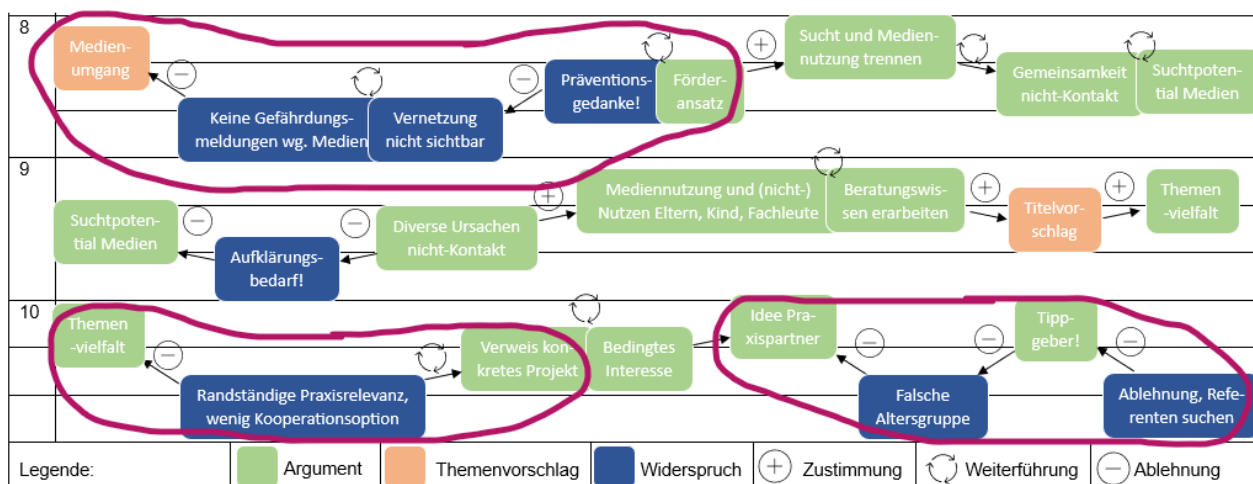 8
Medien-
umgang
Keine Gefährdungs-
meldungen wg. Medien
Vernetzung
nicht sichtbar
Präventions-
gedanke!
Förder-
ansatz
Sucht und Medien-
nutzung trennen
Gemeinsamkeit
nicht-Kontakt
Suchtpoten-
tial Medien
9
Suchtpoten-
tial Medien
Aufklärungs-
bedarf!
Diverse Ursachen
nicht-Kontakt
Mediennutzung und (nicht-)
Nutzen Eltern, Kind, Fachleute
Beratungswis-
sen erarbeiten
Titelvor-
schlag
Themen
-vielfalt
10
Themen
-vielfalt
Randständige Praxisrelevanz,
wenig Kooperationsoption
Verweis kon-
kretes Projekt
Bedingtes
Interesse
Idee Pra-
xispartner
Falsche
Altersgruppe
Tipp-
geber!
Ablehnung, Refe-
renten suchen
Legende:
Argument
Themenvorschlag
Widerspruch
Zustimmung
Weiterführung
Ablehnung